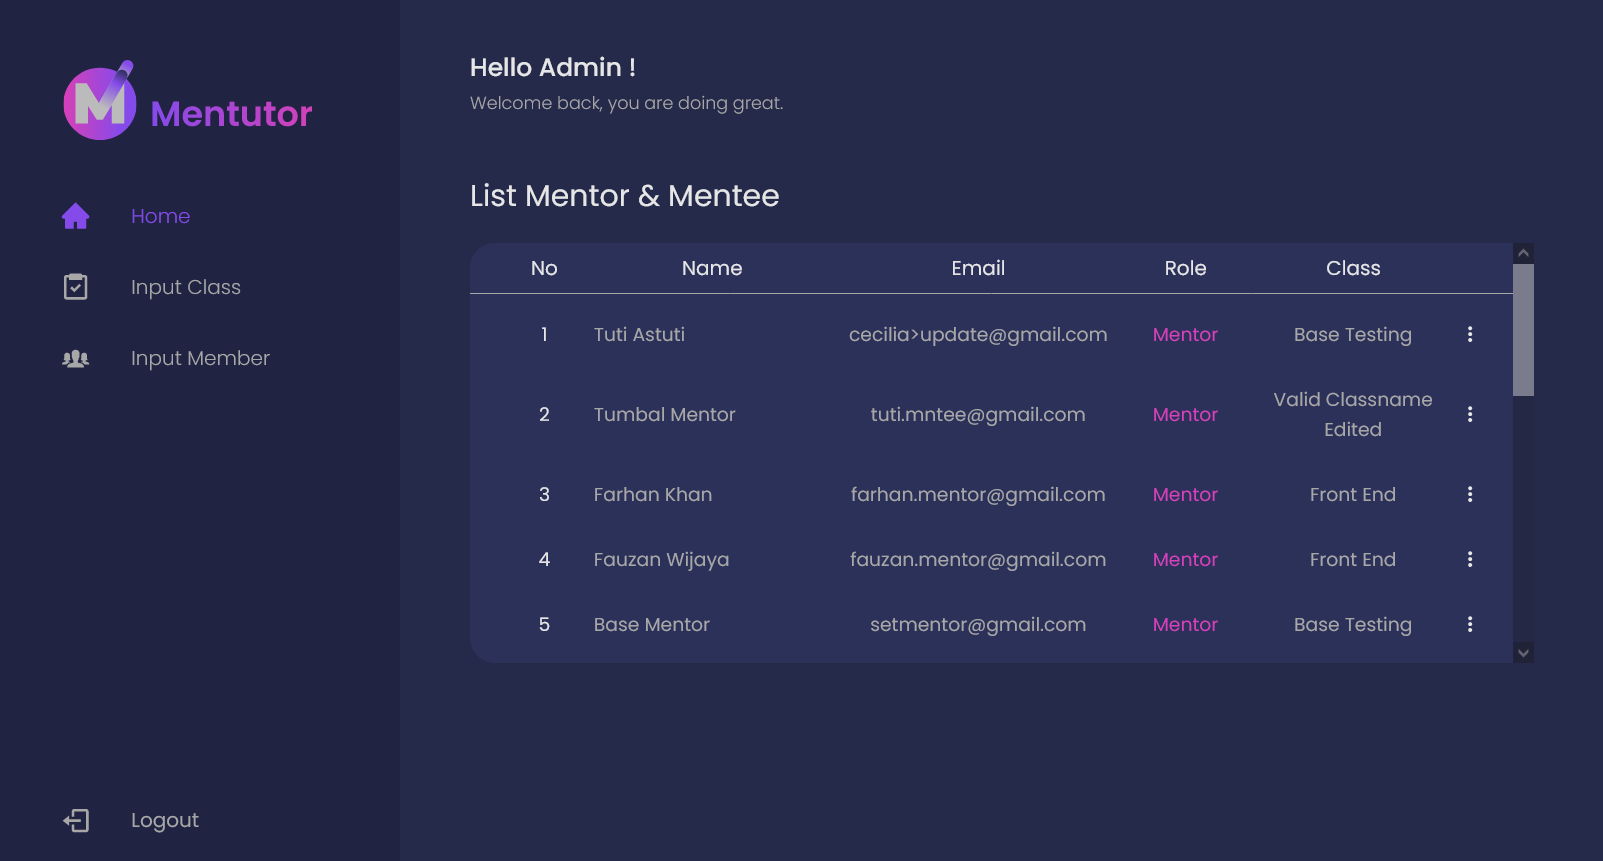 Mentutor
Home
Input Class
Input Member
Logout
Hello Admin !
Welcome back, you are doing great.
List Mentor & Mentee
No Name Email Role Class
1 Tuti Astuti cecilia>update@gmail.com Mentor Base Testing
2 Tumbal Mentor tuti.mntee@gmail.com Mentor Valid Classname
Edited
3 Farhan Khan farhan.mentor@gmail.com Mentor Front End
4 Fauzan Wijaya fauzan.mentor@gmail.com Mentor Front End
5 Base Mentor setmentor@gmail.com Mentor Base Testing